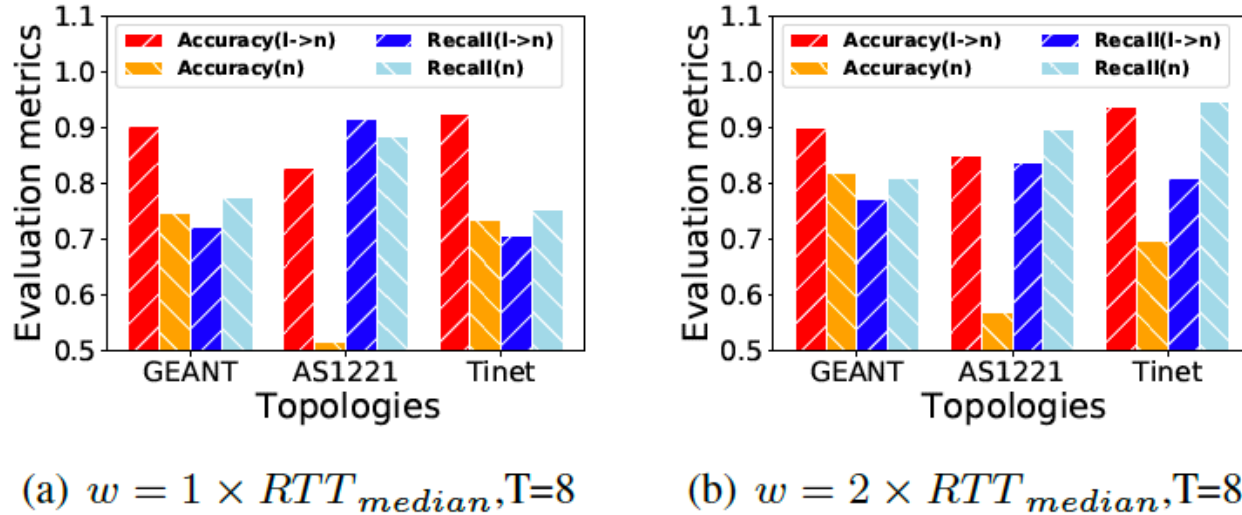 Evaluation metrics
1.1
1.0
0.9
0.8
0.7
0.6
0.5
Accuracy(l->n) Recall(l->n)
Accuracy(n) Recall(n)
GEANT AS1221 Tinet
Topologies
(a) w = 1 × RTT_median,T=8
Evaluation metrics
1.1
1.0
0.9
0.8
0.7
0.6
0.5
Accuracy(l->n) Recall(l->n)
Accuracy(n) Recall(n)
GEANT AS1221 Tinet
Topologies
(b) w = 2 × RTT_median,T=8